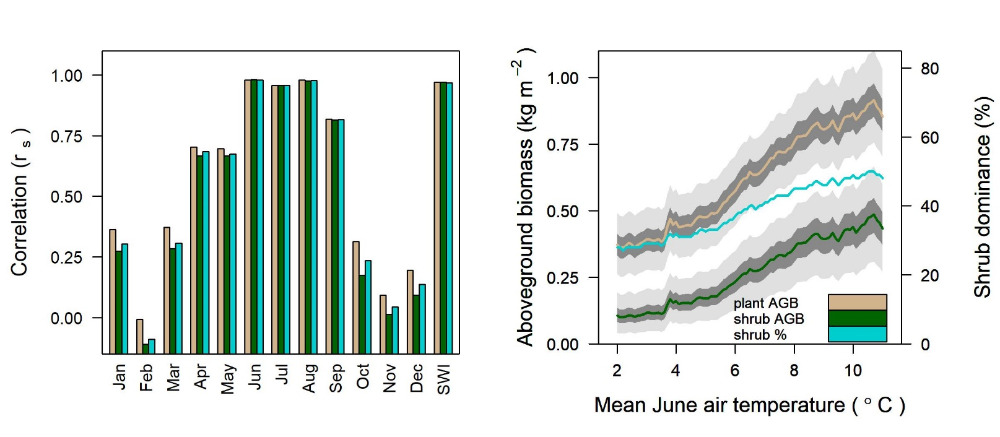 Correlation (r s )
1.00
0.75
0.50
0.25
0.00
Jan
Feb
Mar
Apr
May
Jun
Jul
Aug
Sep
Oct
Nov
Dec
SWI
Aboveground biomass (kg m −2 )
1.00
0.75
0.50
0.25
0.00
2
4
6
8
10
Mean June air temperature ( ° C )
plant AGB
shrub AGB
shrub %
80
60
40
20
0
Shrub dominance (%)